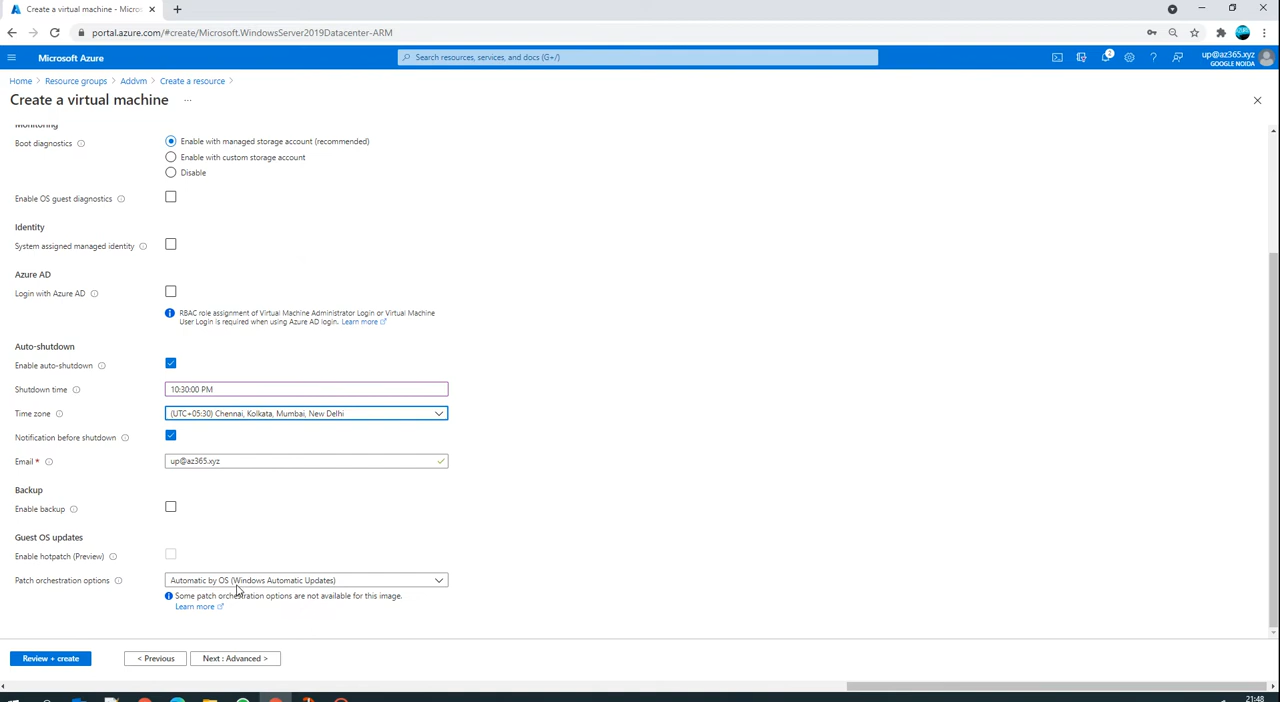 Create a virtual machine - Micros
portal.azure.com/#create/Microsoft.WindowsServer2019Datacenter-ARM
Microsoft Azure
Search resources, services, and docs (G+/)
2
up@az365.xyz
GOOGLE NOIDA
Home > Resource groups > Addvm > Create a resource >
Create a virtual machine ...
Monitoring
Boot diagnostics
Enable with managed storage account (recommended)
Enable with custom storage account
Disable
Enable OS guest diagnostics
Identity
System assigned managed identity
Azure AD
Login with Azure AD
RBAC role assignment of Virtual Machine Administrator Login or Virtual Machine
User Login is required when using Azure AD login. Learn more
Auto-shutdown
Enable auto-shutdown
Shutdown time
10:30:00 PM
Time zone
(UTC+05:30) Chennai, Kolkata, Mumbai, New Delhi
Notification before shutdown
Email *
up@az365.xyz
Backup
Enable backup
Guest OS updates
Enable hotpatch (Preview)
Patch orchestration options
Automatic by OS (Windows Automatic Updates)
Some patch orchestration options are not available for this image.
Learn more
Review + create
< Previous
Next : Advanced >
21:48